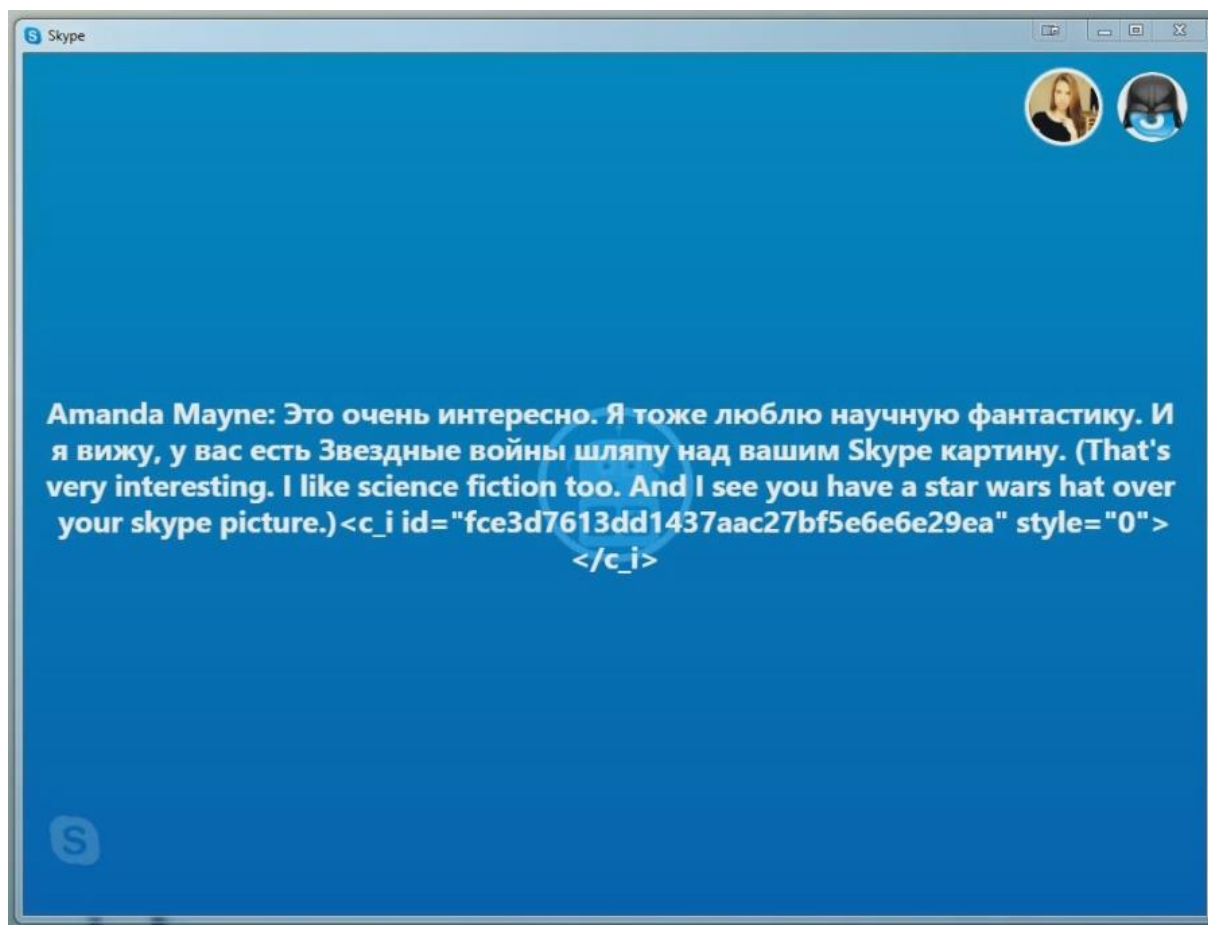 Skype
Amanda Mayne: Это очень интересно. Я тоже люблю научную фантастику. И
я вижу, у вас есть Звездные войны шляпу над вашим Skype картину. (That's
very interesting. I like science fiction too. And I see you have a star wars hat over
your skype picture.)<c_i id="fce3d7613dd1437aac27bf5e6e6e29ea" style="0">
</c_i>
S